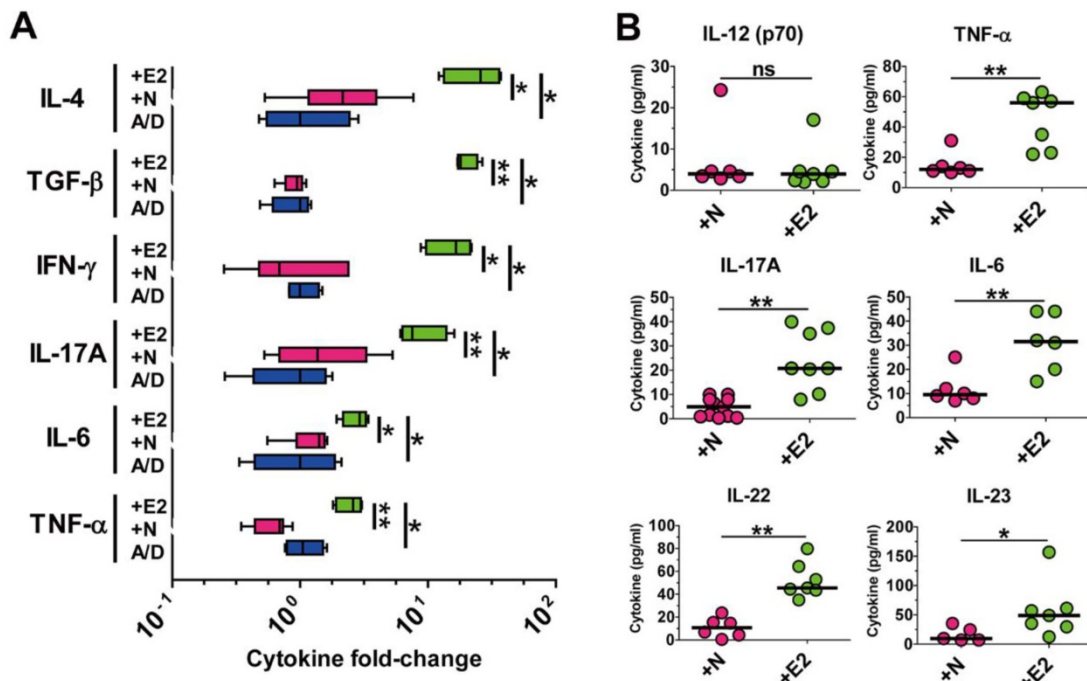 A
IL-4
+E2
+N
A/D
*
*
TGF-β
+E2
+N
A/D
**
*
IFN-γ
+E2
+N
A/D
*
*
IL-17A
+E2
+N
A/D
**
*
IL-6
+E2
+N
A/D
*
*
TNF-α
+E2
+N
A/D
**
*
10-1
100
101
102
Cytokine fold-change
B
IL-12 (p70)
Cytokine (pg/ml)
30
20
10
0
ns
+N
+E2
TNF-α
Cytokine (pg/ml)
80
60
40
20
0
**
+N
+E2
IL-17A
Cytokine (pg/ml)
50
40
30
20
10
0
**
+N
+E2
IL-6
Cytokine (pg/ml)
50
40
30
20
10
0
**
+N
+E2
IL-22
Cytokine (pg/ml)
100
80
60
40
20
0
**
+N
+E2
IL-23
Cytokine (pg/ml)
200
150
100
50
0
*
+N
+E2